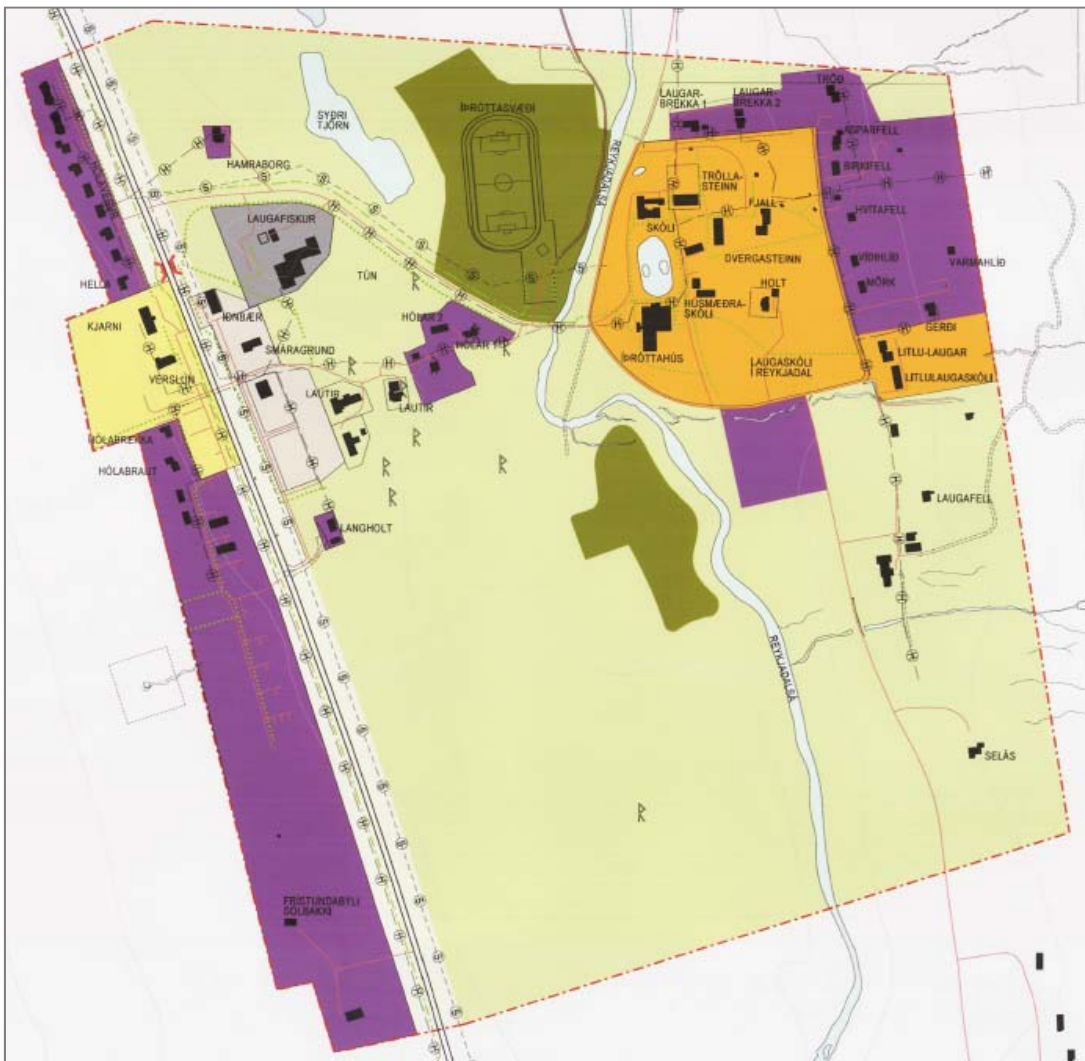 SYÐRI
TJÖRN
ÍÞRÓTTASVÆÐI
REYKJADALSÁ
LAUGAR-
BREKKA 1
LAUGAR-
BREKKA 2
TRÖÐ
HAMRABORG
TRÖLLA-
STEINN
BIRKIFELL
SKÓLI
FJALL
HVÍTAFELL
LAUGAFISKUR
DVERGASTEINN
TÚN
VÍÐIHLÍÐ
VARMAHLÍÐ
HELLA
MÖRK
HOLT
HÚSMÆÐRA-
SKÓLI
KJARNI
IÐNBÆR
HÓLAR 2
GERÐI
ÍÞRÓTTAHÚS
SMÁRAGRUND
LITLU-LAUGAR
VERSLUN
LAUGASKÓLI
Í REYKJADAL
LITLULAUGASKÓLI
LAUTIR
LAUTIR
HÓLABREKKA
HÓLABRAUT
LAUGAFELL
LANGHOLT
REYKJADALSÁ
SELÁS
FRÍSTUNDABÝLI
SÓLBAKKI